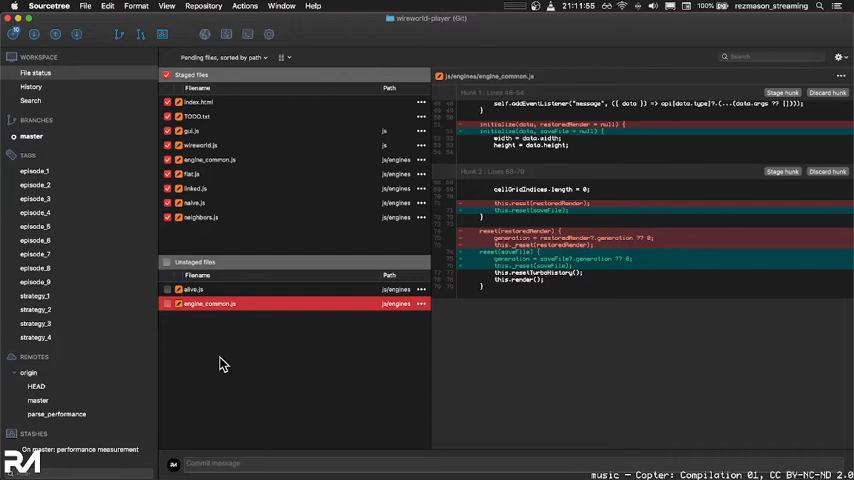 Sourcetree File Edit Format View Repository Actions Window Help
100% 21:11:55 rezmason_streaming
wireworld-player (Git)
10
WORKSPACE
File status
History
Search
BRANCHES
master
TAGS
episode_1
episode_2
episode_3
episode_4
episode_5
episode_6
episode_7
episode_8
strategy_1
strategy_2
strategy_3
strategy_4
REMOTES
origin
HEAD
master
parse_performance
STASHES
On master: performance measurement
RM
Pending files, sorted by path
Search
Staged files
Filename Path
index.html
TODO.txt
gui.js js
wireworld.js js
engine_common.js js/engines
flat.js js/engines
linked.js js/engines
naive.js js/engines
neighbors.js js/engines
Unstaged files
Filename Path
alive.js js/engines
engine_common.js js/engines
js/engines/engine_common.js
Hunk 1 : Lines 48-54 Stage hunk Discard hunk
self.addEventListener("message", ({ data }) => api[data.type]?.(...(data.args ?? [])));
}
initialize(data, restoredRender = null) {
initialize(data, saveFile = null) {
width = data.width;
height = data.height;
Hunk 2 : Lines 68-79 Stage hunk Discard hunk
cellGridIndices.length = 0;
this.reset(restoredRender);
this.reset(saveFile);
}
reset(restoredRender) {
generation = restoredRender?.generation ?? 0;
this._reset(restoredRender);
reset(saveFile) {
generation = saveFile?.generation ?? 0;
this._reset(saveFile);
this.resetTurboHistory();
this.render();
}
RM
Commit message
music - Copter: Compilation 01, CC BY-NC-ND 2.0